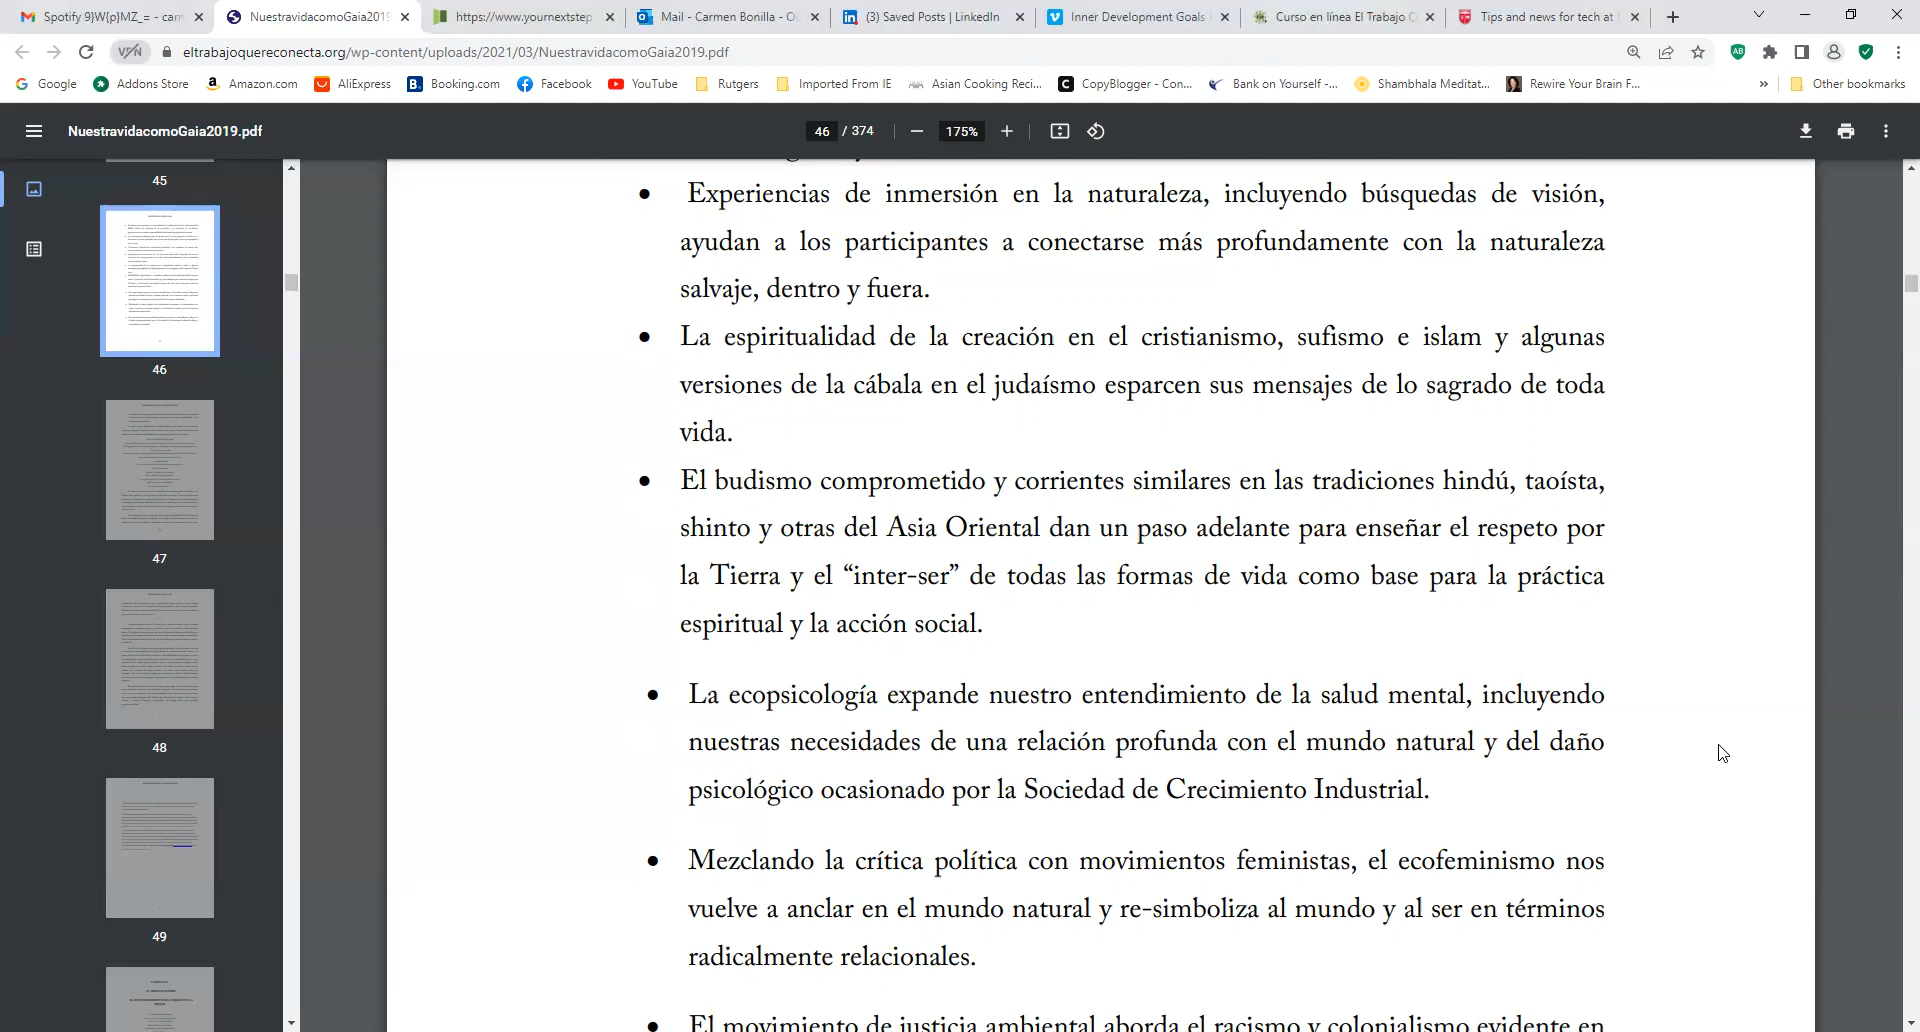 Spotify 9}W{p}MZ_= - can
NuestravidacomoGaia2019
https://www.yournextstep
Mail - Carmen Bonilla - O
(3) Saved Posts | LinkedIn
Inner Development Goals
Curso en línea El Trabajo
Tips and news for tech at
VPN
eltrabajoquereconecta.org/wp-content/uploads/2021/03/NuestravidacomoGaia2019.pdf
Google
Addons Store
Amazon.com
AliExpress
Booking.com
Facebook
YouTube
Rutgers
Imported From IE
Asian Cooking Reci...
CopyBlogger - Con...
Bank on Yourself -...
Shambhala Meditat...
Rewire Your Brain F...
»
Other bookmarks
NuestravidacomoGaia2019.pdf
46 / 374
175%
45
46
47
48
49
• Experiencias de inmersión en la naturaleza, incluyendo búsquedas de visión,
ayudan a los participantes a conectarse más profundamente con la naturaleza
salvaje, dentro y fuera.
• La espiritualidad de la creación en el cristianismo, sufismo e islam y algunas
versiones de la cábala en el judaísmo esparcen sus mensajes de lo sagrado de toda
vida.
• El budismo comprometido y corrientes similares en las tradiciones hindú, taoísta,
shinto y otras del Asia Oriental dan un paso adelante para enseñar el respeto por
la Tierra y el “inter-ser” de todas las formas de vida como base para la práctica
espiritual y la acción social.
• La ecopsicología expande nuestro entendimiento de la salud mental, incluyendo
nuestras necesidades de una relación profunda con el mundo natural y del daño
psicológico ocasionado por la Sociedad de Crecimiento Industrial.
• Mezclando la crítica política con movimientos feministas, el ecofeminismo nos
vuelve a anclar en el mundo natural y re-simboliza al mundo y al ser en términos
radicalmente relacionales.
• El movimiento de justicia ambiental aborda el racismo y colonialismo evidente en